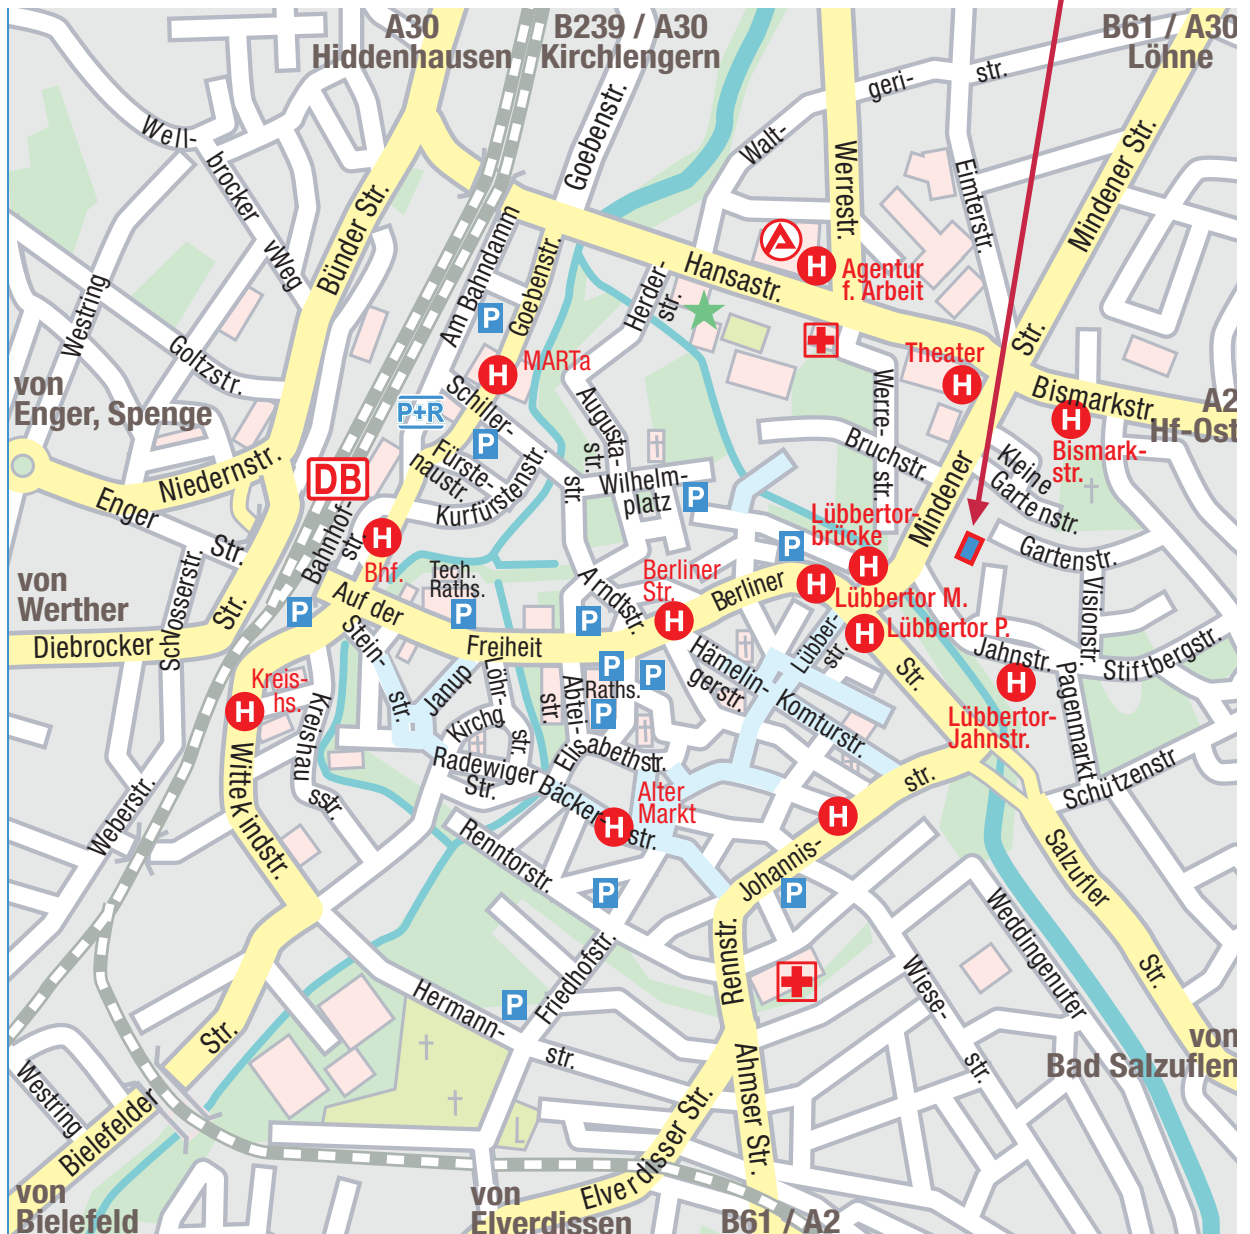 A30
Hiddenhausen
B239 / A30
Kirchlengern
B61 / A30
Löhne
Well-
brocker
vWeg
Bünder Str.
Goebenstr.
Walt-
geri-
str.
Werrestr.
Eimterstr.
Mindener Str.
Westring
Goltzstr.
Am Bahndamm
Goebenstr.
Herder-
str.
Hansastr.
H
Agentur
f. Arbeit
P
H
MARTa
Theater
H
Str.
Bismarkstr.
A2
Hf-Ost
H
Bismark-
str.
von
Enger, Spenge
P+R
Schiller-
str.
P
Fürste-
naustr.
Kurfürstenstr.
Augusta-
str.
Wilhelm-
platz
P
Werre-
str.
Bruchstr.
Kleine
Gartenstr.
Niedernstr.
Enger
Str.
DB
Bahnhof-
str.
H
Bhf.
Mindener
Lübbertor-
brücke
H
P
Gartenstr.
Visionstr.
von
Werther
Diebrocker
Str.
Schlosserstr.
P
Auf der
Freiheit
Tech.
Raths.
P
Arndtstr.
P
Berliner
Str.
H
Berliner
H
Lübbertor M.
H
Lübbertor P.
Lübber-
str.
Str.
Jahnstr.
Stiftbergstr.
H
Lübbertor-
Jahnstr.
Pagenmarkt
Schützenstr
Kreis-
hs.
H
Kreishau
sstr.
Stein-
str.
Janup
Kirchg
Löhr-
str.
str.
Abtei-
P
Raths.
P
P
Hämelin-
gerstr.
Komturstr.
Elis
abethstr.
Radewiger
Str.
Bäcker-
str.
Alter
Markt
H
Wittekindstr.
Weberstr.
Renntorstr.
P
H
Johannis-
str.
P
Salzufler
Str.
Weddingenufer
Wiese-
str.
Rennstr.
Friedhofstr.
P
Hermann-
str.
Str.
von
Bad Salzuflen
Westring
Bielefelder
von
Bielefeld
L
Ahmser Str.
Elverdisser Str.
von
Elverdissen
B61 / A2